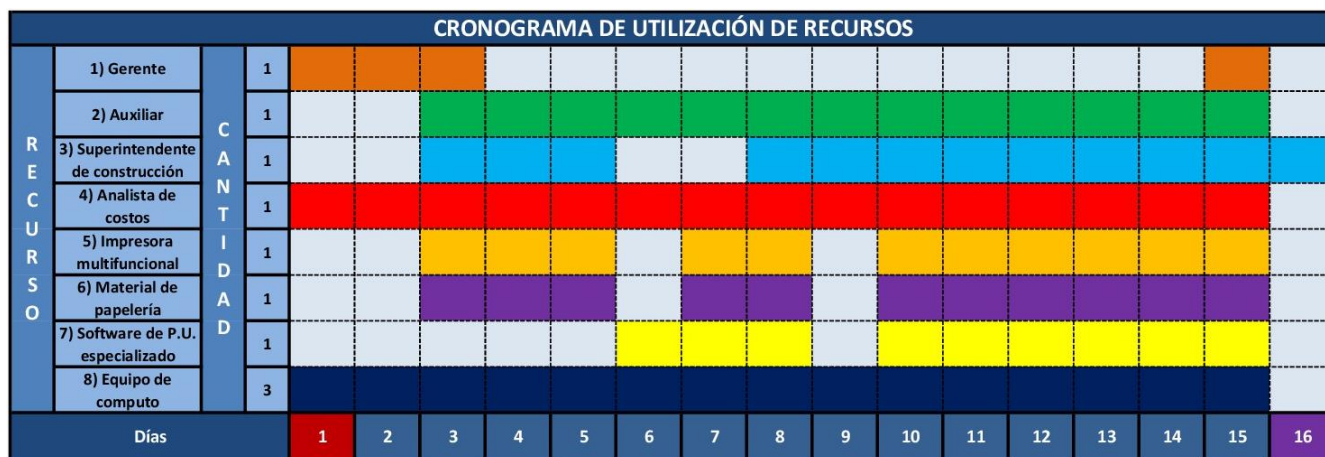 CRONOGRAMA DE UTILIZACIÓN DE RECURSOS
RECURSO
CANTIDAD
1) Gerente
1
2) Auxiliar
1
3) Superintendente
de construcción
1
4) Analista de
costos
1
5) Impresora
multifuncional
1
6) Material de
papelería
1
7) Software de P.U.
especializado
1
8) Equipo de
computo
3
Días 1 2 3 4 5 6 7 8 9 10 11 12 13 14 15 16